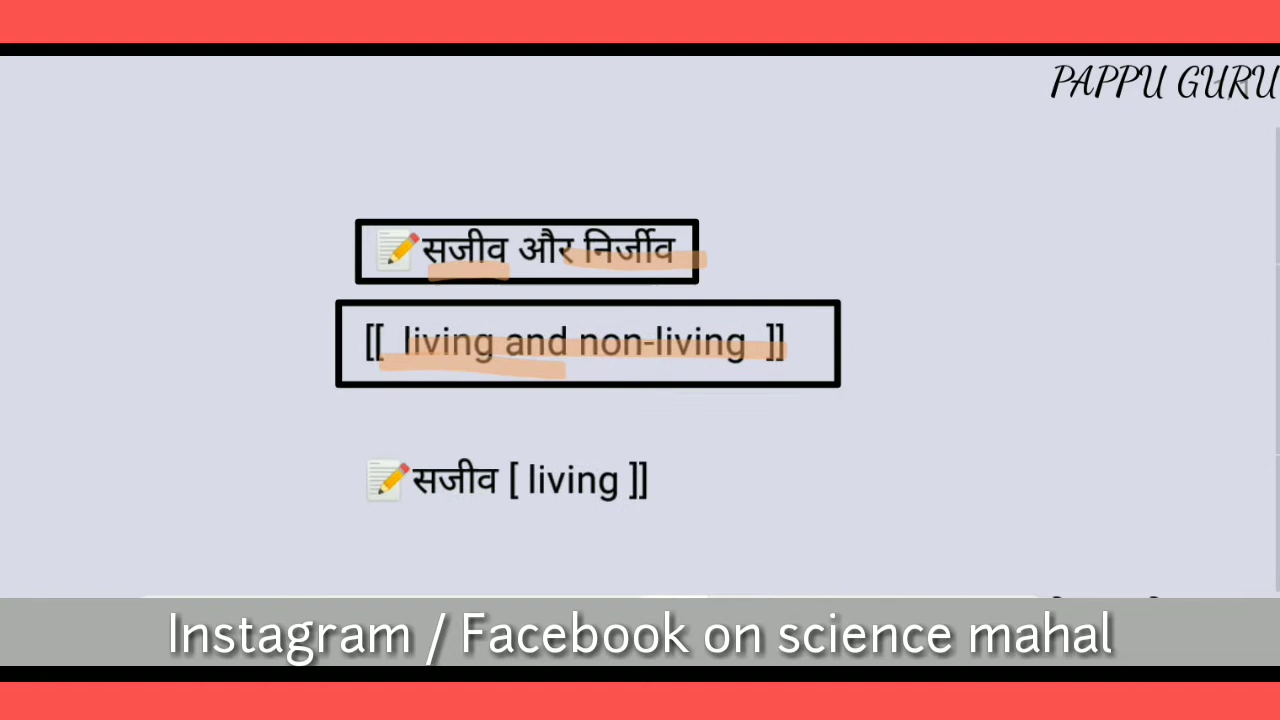 PAPPU GURU
📝सजीव और निर्जीव
[[ living and non-living ]]
📝सजीव [ living ]]
Instagram / Facebook on science mahal